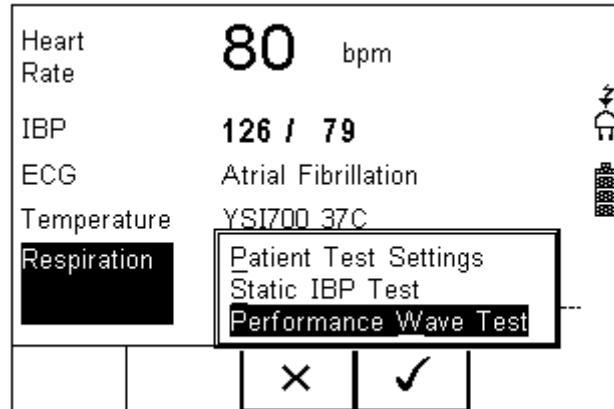 Heart Rate 80 bpm
IBP 126 / 79
ECG Atrial Fibrillation
Temperature YSI700 37C
Respiration
Patient Test Settings
Static IBP Test
Performance Wave Test